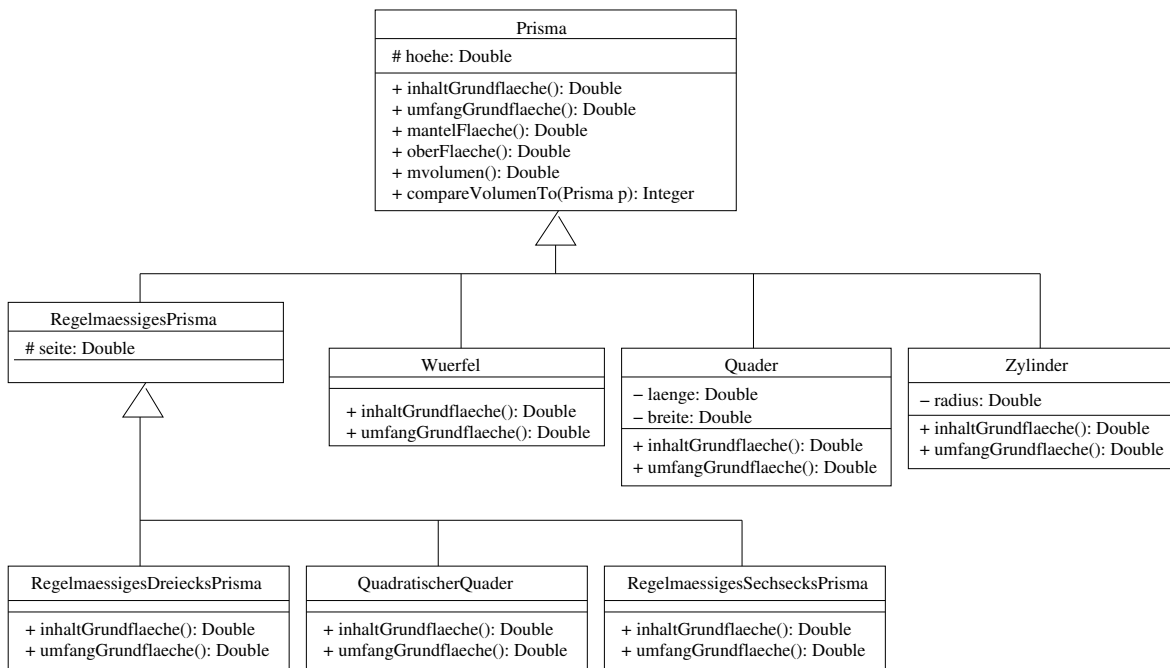 Prisma
# hoehe: Double
+ inhaltGrundflaeche(): Double
+ umfangGrundflaeche(): Double
+ mantelFlaeche(): Double
+ oberFlaeche(): Double
+ mvolumen(): Double
+ compareVolumenTo(Prisma p): Integer
RegelmaessigesPrisma
# seite: Double
Wuerfel
+ inhaltGrundflaeche(): Double
+ umfangGrundflaeche(): Double
Quader
− laenge: Double
− breite: Double
+ inhaltGrundflaeche(): Double
+ umfangGrundflaeche(): Double
Zylinder
− radius: Double
+ inhaltGrundflaeche(): Double
+ umfangGrundflaeche(): Double
RegelmaessigesDreiecksPrisma
+ inhaltGrundflaeche(): Double
+ umfangGrundflaeche(): Double
QuadratischerQuader
+ inhaltGrundflaeche(): Double
+ umfangGrundflaeche(): Double
RegelmaessigesSechsecksPrisma
+ inhaltGrundflaeche(): Double
+ umfangGrundflaeche(): Double